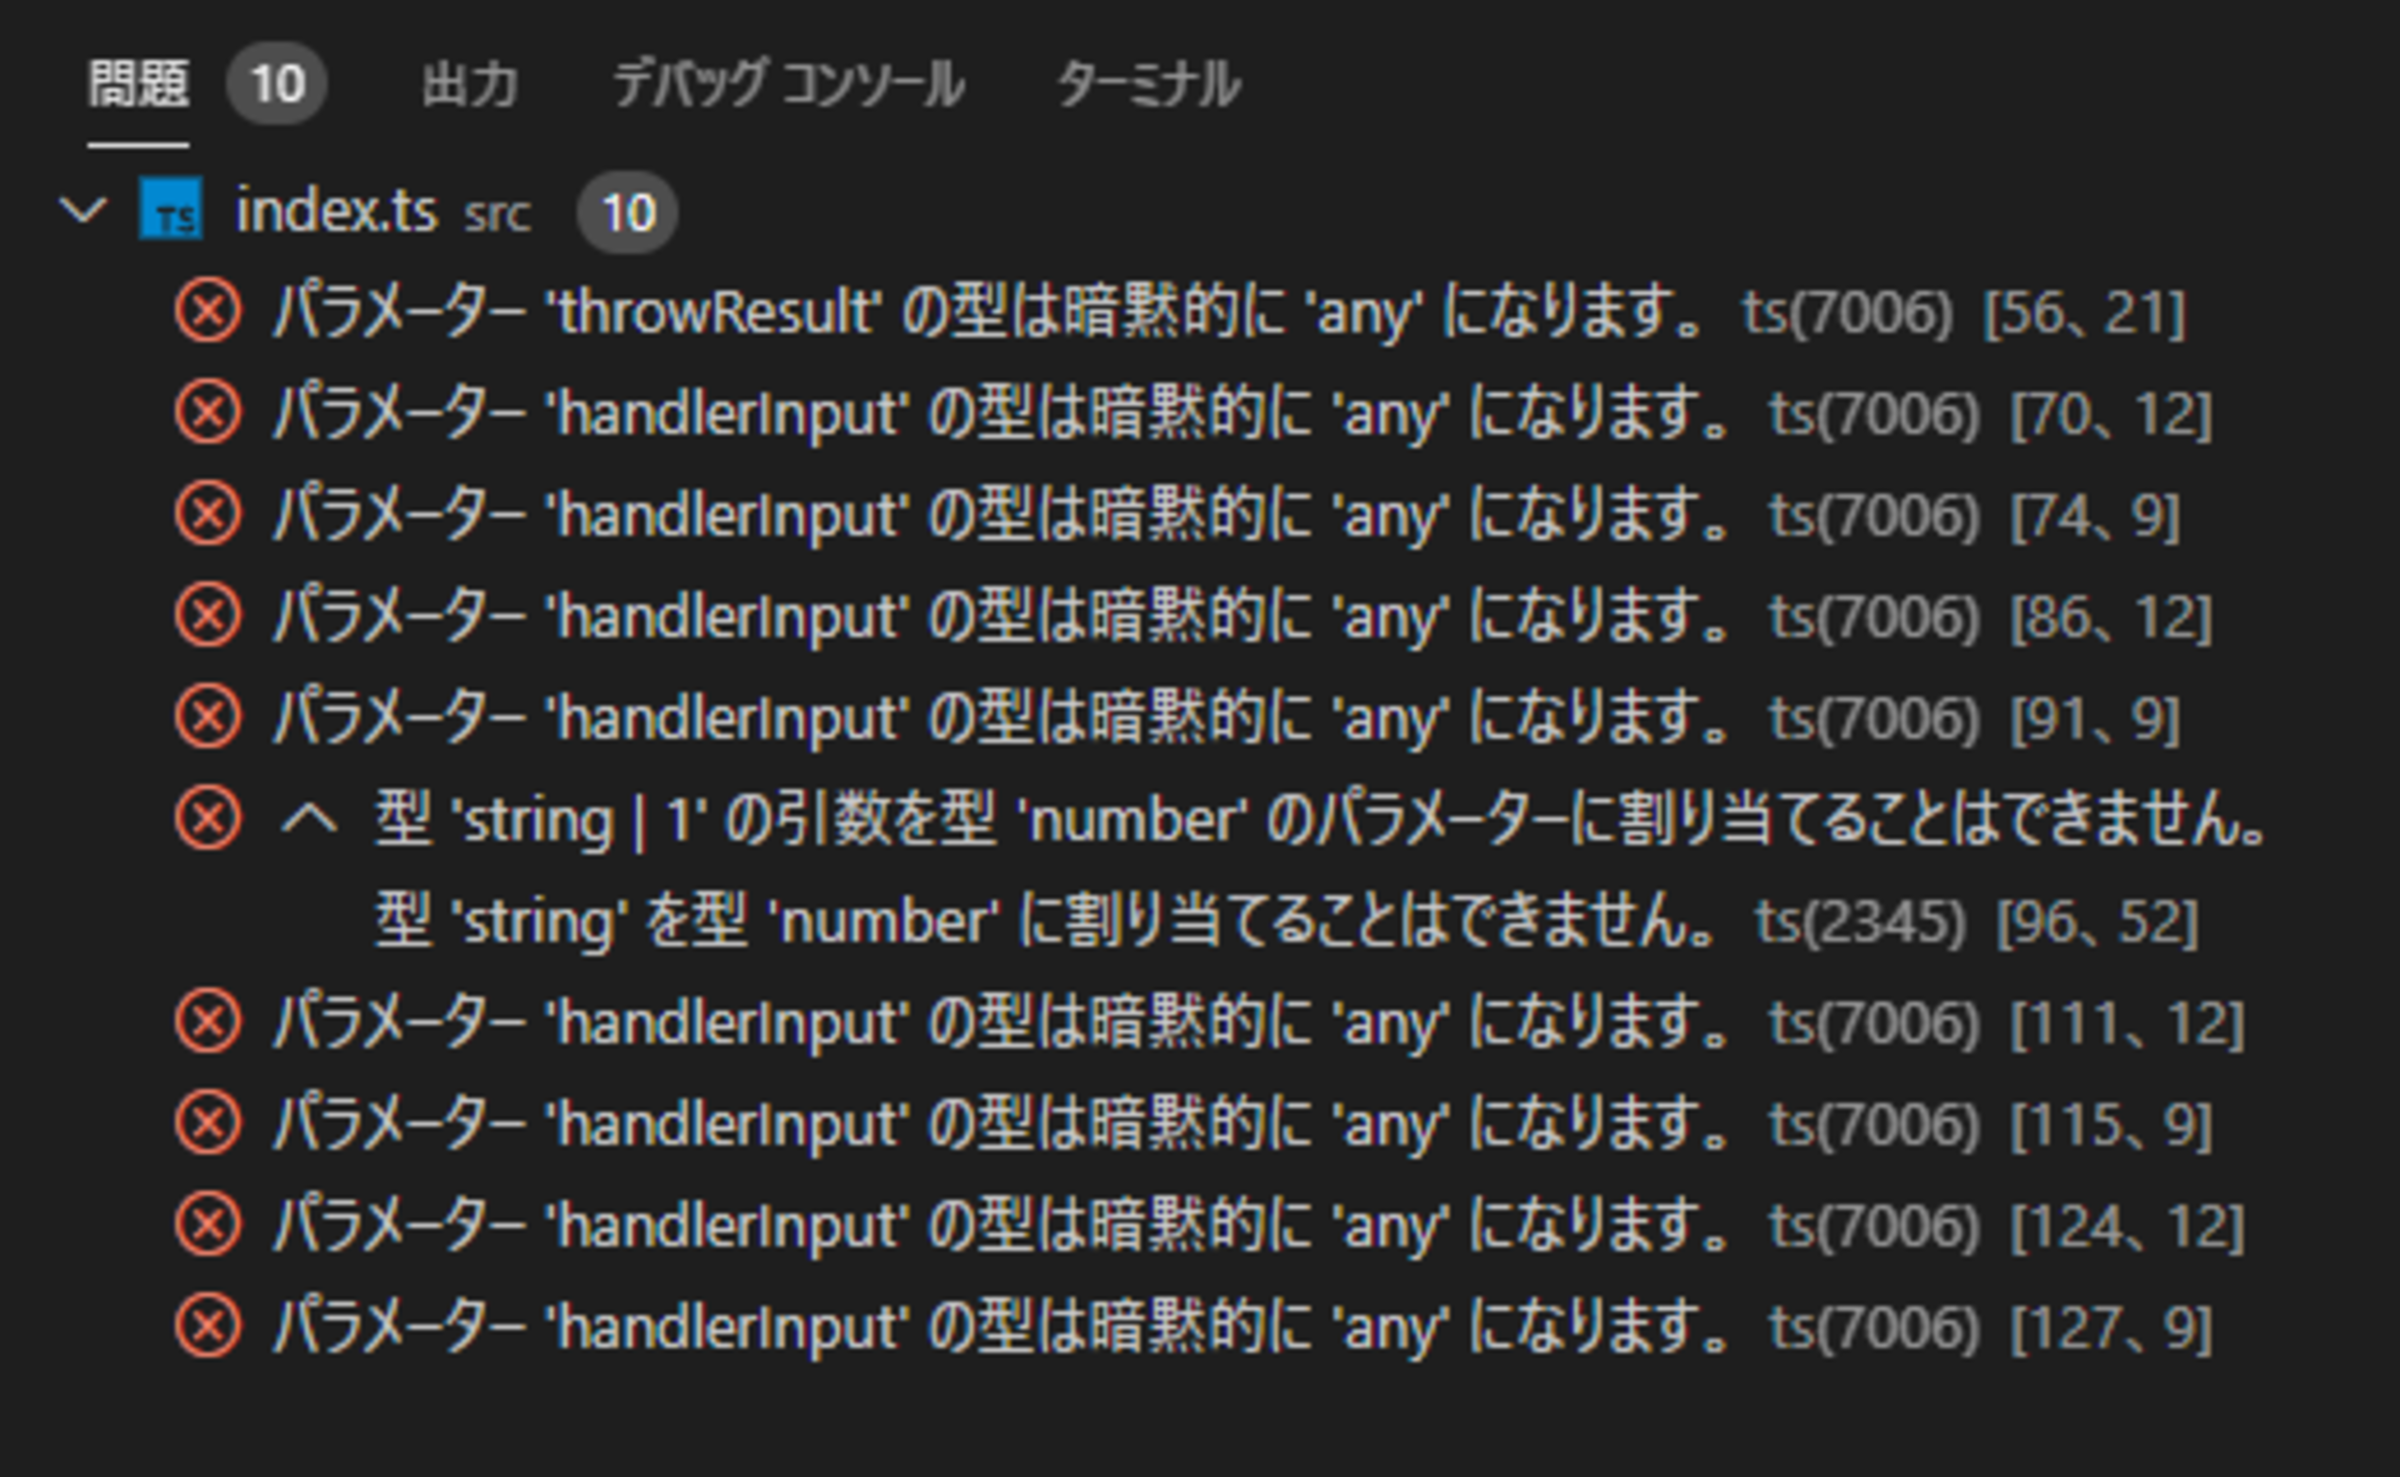 問題 10 出力 デバッグ コンソール ターミナル
TS index.ts src 10
パラメーター 'throwResult' の型は暗黙的に 'any' になります。 ts(7006) [56、21]
パラメーター 'handlerInput' の型は暗黙的に 'any' になります。 ts(7006) [70、12]
パラメーター 'handlerInput' の型は暗黙的に 'any' になります。 ts(7006) [74、9]
パラメーター 'handlerInput' の型は暗黙的に 'any' になります。 ts(7006) [86、12]
パラメーター 'handlerInput' の型は暗黙的に 'any' になります。 ts(7006) [91、9]
型 'string | 1' の引数を型 'number' のパラメーターに割り当てることはできません。
型 'string' を型 'number' に割り当てることはできません。 ts(2345) [96、52]
パラメーター 'handlerInput' の型は暗黙的に 'any' になります。 ts(7006) [111、12]
パラメーター 'handlerInput' の型は暗黙的に 'any' になります。 ts(7006) [115、9]
パラメーター 'handlerInput' の型は暗黙的に 'any' になります。 ts(7006) [124、12]
パラメーター 'handlerInput' の型は暗黙的に 'any' になります。 ts(7006) [127、9]